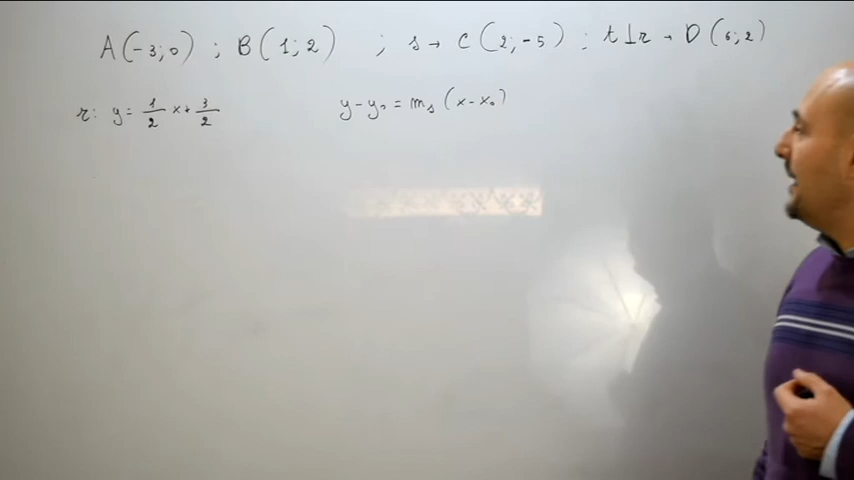 A(-3;0) ; B(1;2) ; s → C(2;-5) ; t⊥r → D(6;2)
r: y = 1/2 x + 3/2 y - y₀ = mₛ (x - x₀)